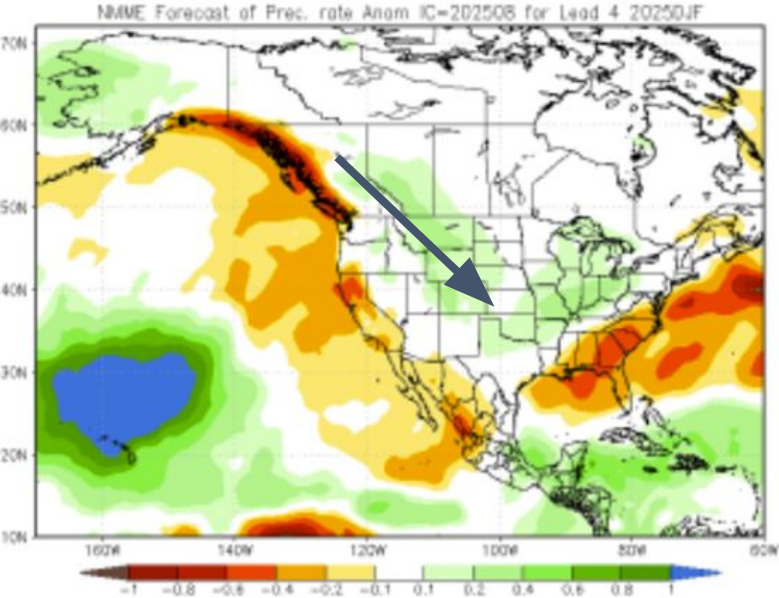 NMME Forecast of Prec. rate Anom IC=202508 for Lead 4 2025DJF
70N
60N
50N
40N
30N
20N
10N
160W 140W 120W 100W 80W 60W
-1 -0.8 -0.6 -0.4 -0.2 -0.1 0.1 0.2 0.4 0.6 0.8 1